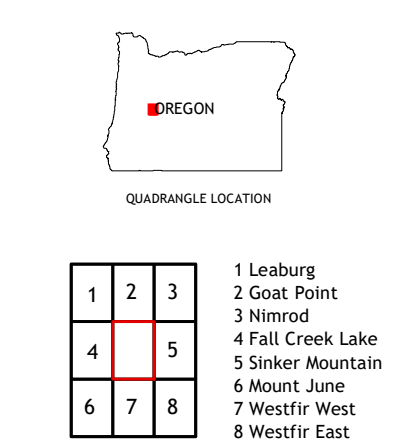 OREGON
QUADRANGLE LOCATION
1 2 3
4 5
6 7 8
1 Leaburg
2 Goat Point
3 Nimrod
4 Fall Creek Lake
5 Sinker Mountain
6 Mount June
7 Westfir West
8 Westfir East